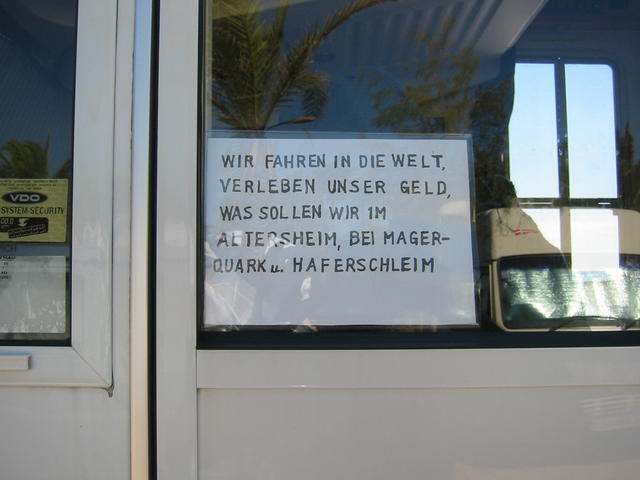 WIR FAHREN IN DIE WELT,
VERLEBEN UNSER GELD,
WAS SOLLEN WIR IM
ALTERSHEIM, BEI MAGER-
QUARK u. HAFERSCHLEIM
VDO
SYSTEM SECURITY